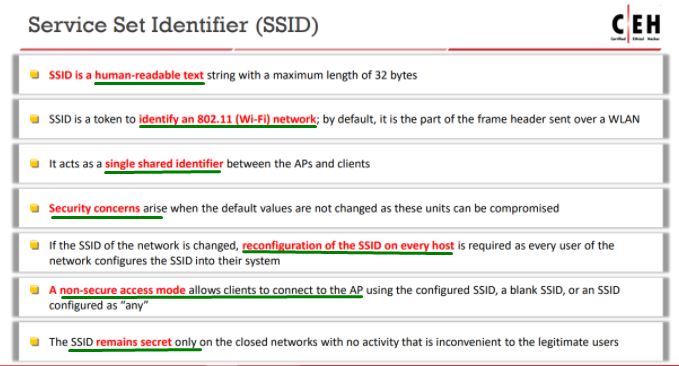 Service Set Identifier (SSID)
C|EH
Certified Ethical Hacker
SSID is a human-readable text string with a maximum length of 32 bytes
SSID is a token to identify an 802.11 (Wi-Fi) network; by default, it is the part of the frame header sent over a WLAN
It acts as a single shared identifier between the APs and clients
Security concerns arise when the default values are not changed as these units can be compromised
If the SSID of the network is changed, reconfiguration of the SSID on every host is required as every user of the
network configures the SSID into their system
A non-secure access mode allows clients to connect to the AP using the configured SSID, a blank SSID, or an SSID
configured as “any”
The SSID remains secret only on the closed networks with no activity that is inconvenient to the legitimate users